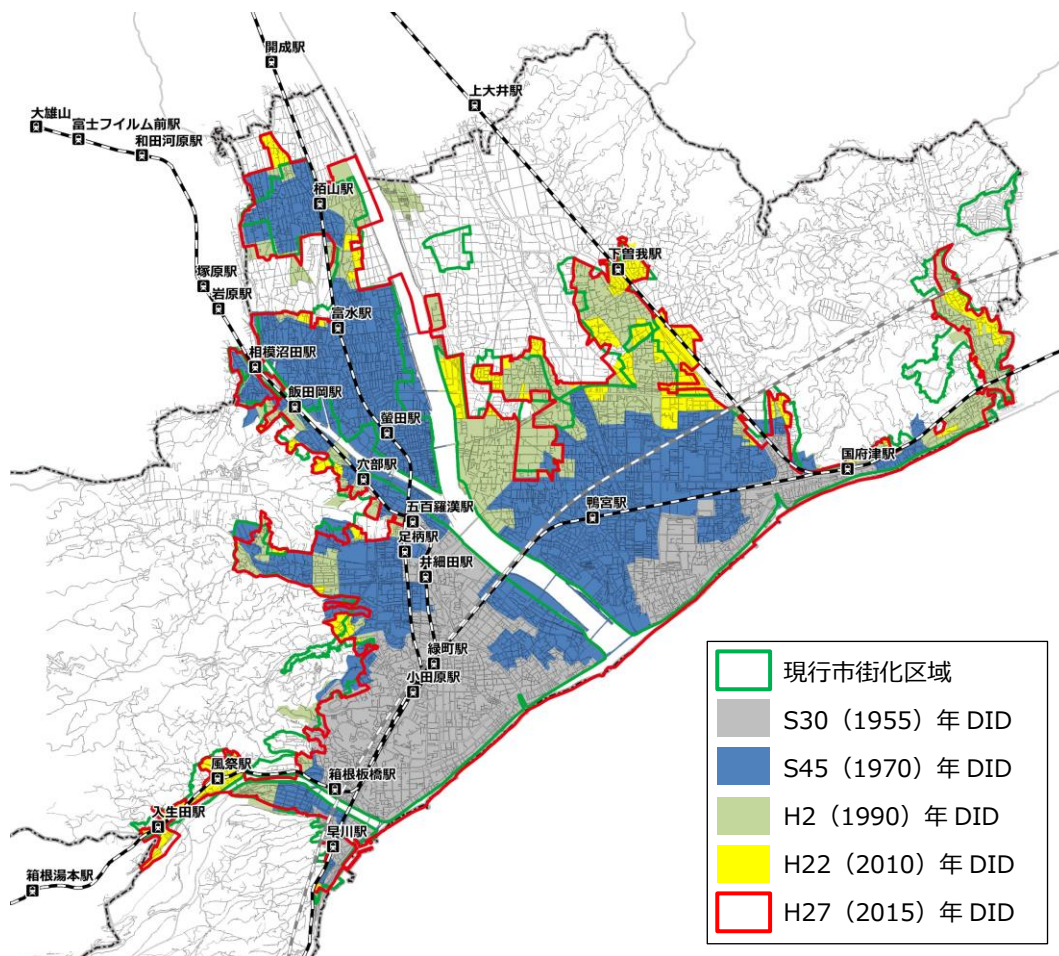 開成駅
上大井駅
大雄山
富士フイルム前駅
和田河原駅
栢山駅
塚原駅
岩原駅
下曽我駅
富水駅
相模沼田駅
飯田岡駅
螢田駅
穴部駅
国府津駅
五百羅漢駅
鴨宮駅
足柄駅
井細田駅
緑町駅
小田原駅
風祭駅
箱根板橋駅
入生田駅
早川駅
箱根湯本駅
現行市街化区域
S30（1955）年 DID
S45（1970）年 DID
H2（1990）年 DID
H22（2010）年 DID
H27（2015）年 DID